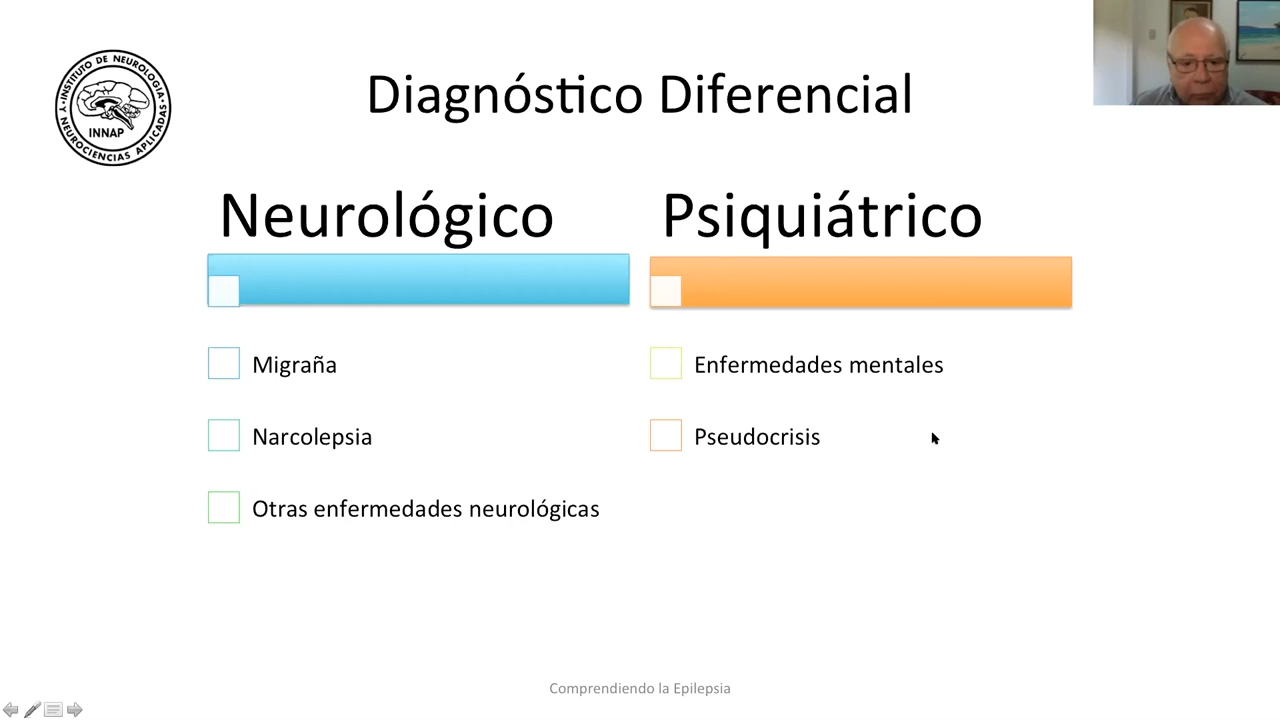 INSTITUTO DE NEUROLOGÍA
Y NEUROCIENCIAS APLICADAS
INNAP
Diagnóstico Diferencial
Neurológico
Migraña
Narcolepsia
Otras enfermedades neurológicas
Psiquiátrico
Enfermedades mentales
Pseudocrisis
Comprendiendo la Epilepsia